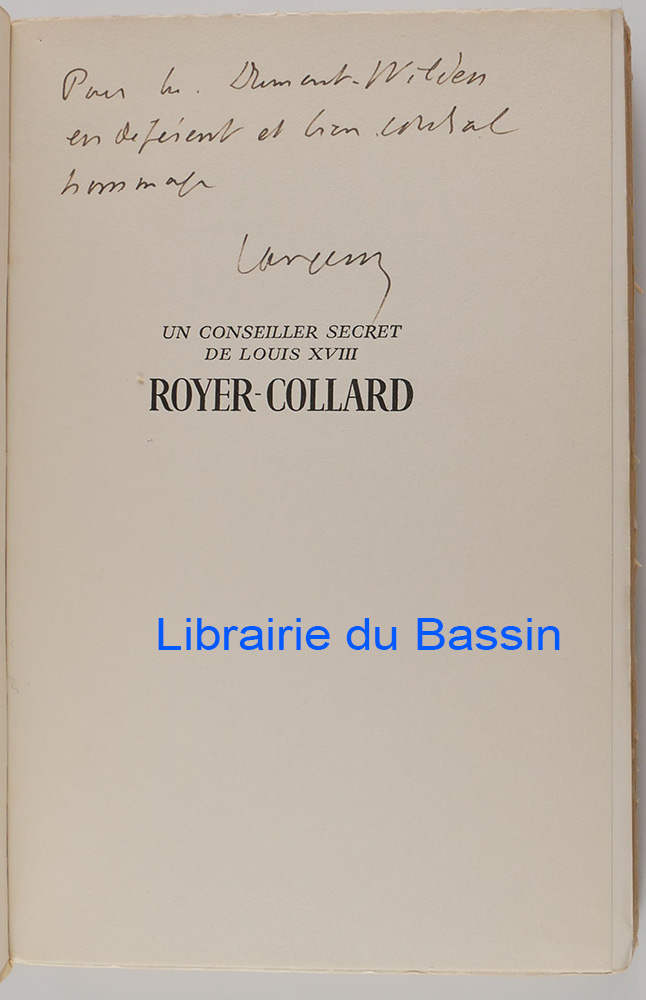 Pour M. Dumont-Wilden
en déférent et bien cordial
hommage
UN CONSEILLER SECRET
DE LOUIS XVIII
ROYER-COLLARD
Librairie du Bassin